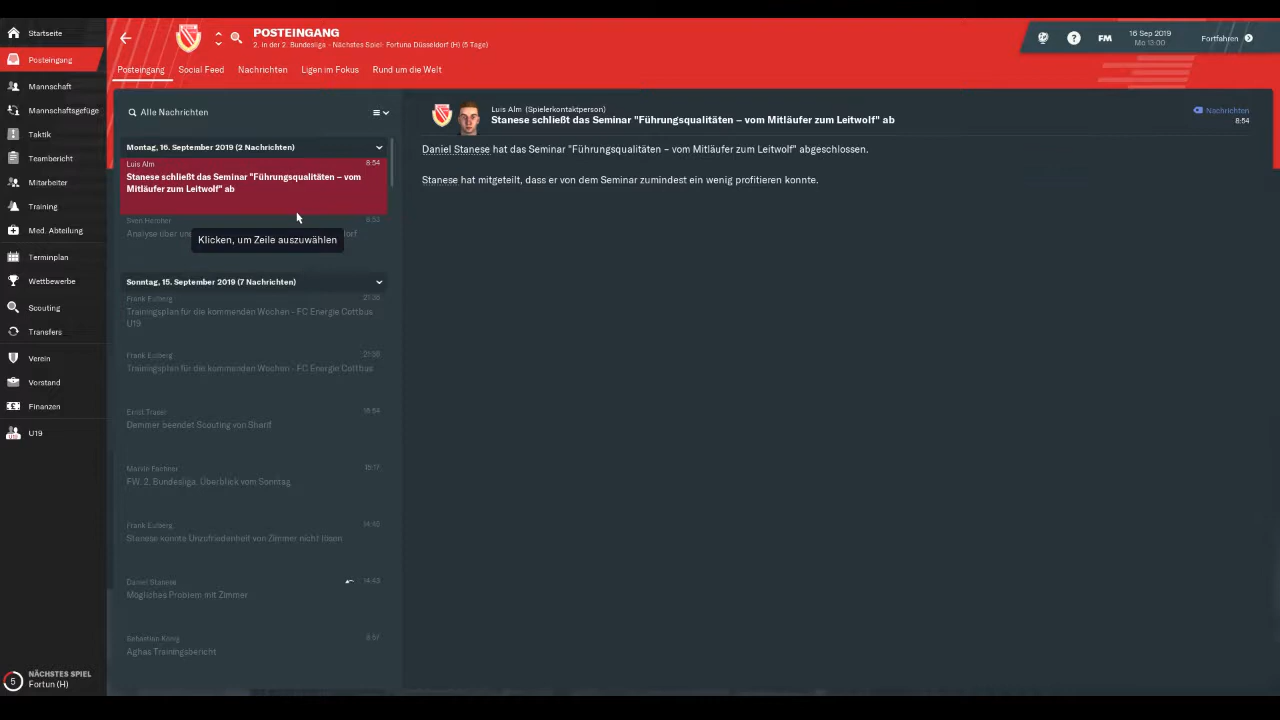 Startseite
Posteingang
Mannschaft
Mannschaftsgefüge
Taktik
Teambericht
Mitarbeiter
Training
Med. Abteilung
Terminplan
Wettbewerbe
Scouting
Transfers
Verein
Vorstand
Finanzen
U19
U19
NÄCHSTES SPIEL
5
Fortun (H)
POSTEINGANG
2. in der 2. Bundesliga - Nächstes Spiel: Fortuna Düsseldorf (H) (5 Tage)
?
FM
16 Sep 2019
Mo 13:00
Fortfahren
Posteingang
Social Feed
Nachrichten
Ligen im Fokus
Rund um die Welt
Alle Nachrichten
Montag, 16. September 2019 (2 Nachrichten)
Luis Alm
8:54
Stanese schließt das Seminar "Führungsqualitäten – vom
Mitläufer zum Leitwolf" ab
8:53
Analyse über
Klicken, um Zeile auszuwählen
Sonntag, 15. September 2019 (7 Nachrichten)
Frank Eulberg
Trainingsplan für die kommenden Wochen - FC Energie Cottbus
U19
Frank Eulberg
Trainingsplan für die kommenden Wochen - FC Energie Cottbus
Demmer beendet Scouting von Sharif
15:17
FW, 2. Bundesliga, Überblick vom Sonntag
Frank Eulberg
Stanese konnte Unzufriedenheit von Zimmer nicht lösen
Daniel Stanese
14:43
Mögliches Problem mit Zimmer
Sebastian König
Aghas Trainingsbericht
Luis Alm (Spielerkontaktperson)
Stanese schließt das Seminar "Führungsqualitäten – vom Mitläufer zum Leitwolf" ab
Nachrichten
8:54
Daniel Stanese hat das Seminar "Führungsqualitäten – vom Mitläufer zum Leitwolf" abgeschlossen.
Stanese hat mitgeteilt, dass er von dem Seminar zumindest ein wenig profitieren konnte.